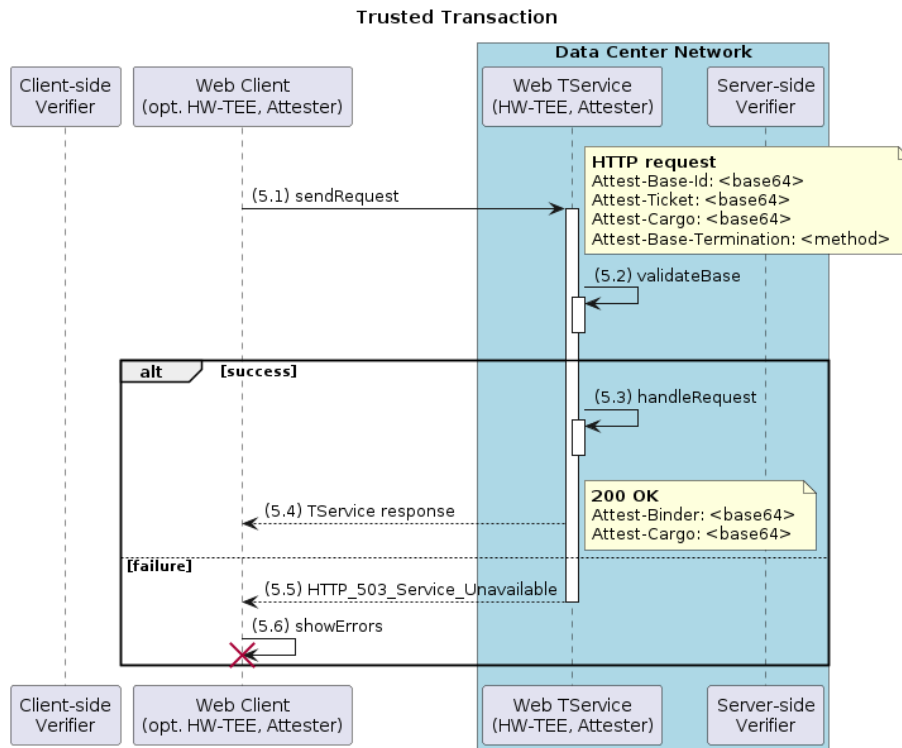 Trusted Transaction
Data Center Network
Client-side
Verifier
Web Client
(opt. HW-TEE, Attester)
Web TService
(HW-TEE, Attester)
Server-side
Verifier
HTTP request
Attest-Base-Id: <base64>
Attest-Ticket: <base64>
Attest-Cargo: <base64>
Attest-Base-Termination: <method>
(5.1) sendRequest
(5.2) validateBase
alt
[success]
(5.3) handleRequest
200 OK
Attest-Binder: <base64>
Attest-Cargo: <base64>
(5.4) TService response
[failure]
(5.5) HTTP_503_Service_Unavailable
(5.6) showErrors
Client-side
Verifier
Web Client
(opt. HW-TEE, Attester)
Web TService
(HW-TEE, Attester)
Server-side
Verifier